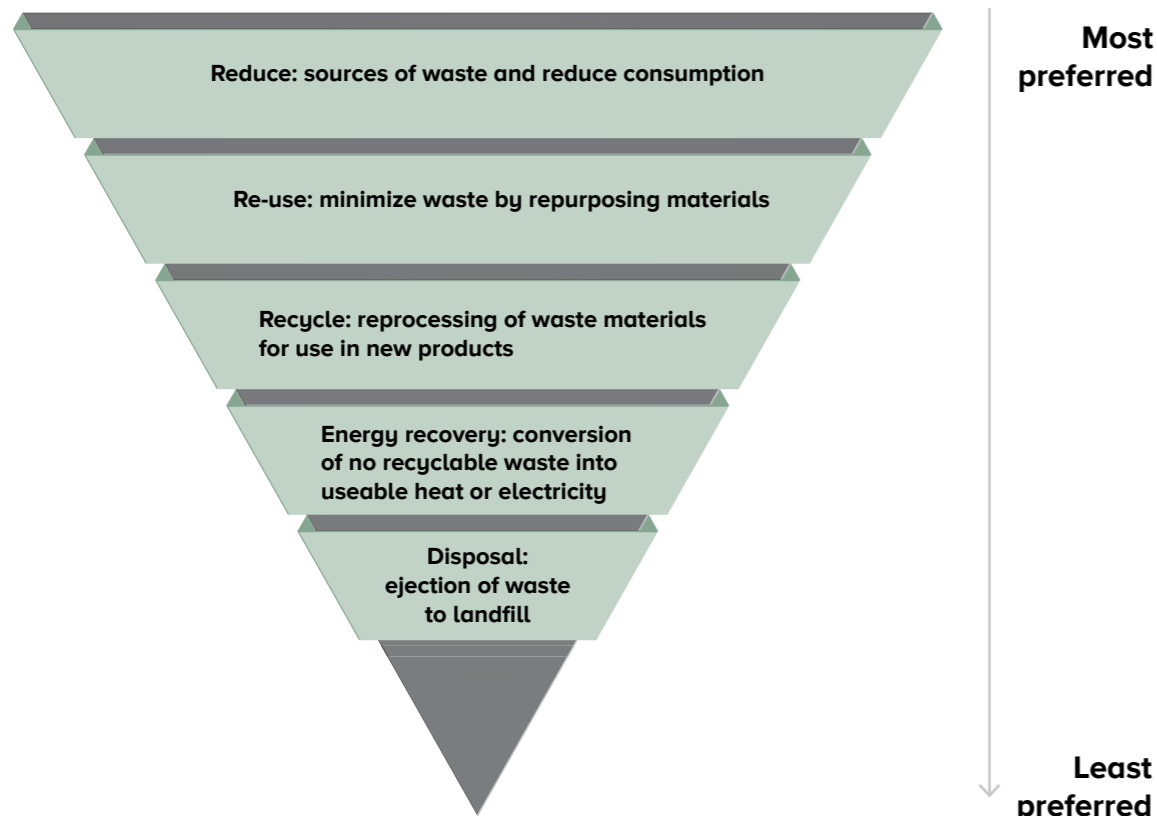 Most
preferred
Reduce: sources of waste and reduce consumption
Re-use: minimize waste by repurposing materials
Recycle: reprocessing of waste materials
for use in new products
Energy recovery: conversion
of no recyclable waste into
useable heat or electricity
Disposal:
ejection of waste
to landfill
Least
preferred